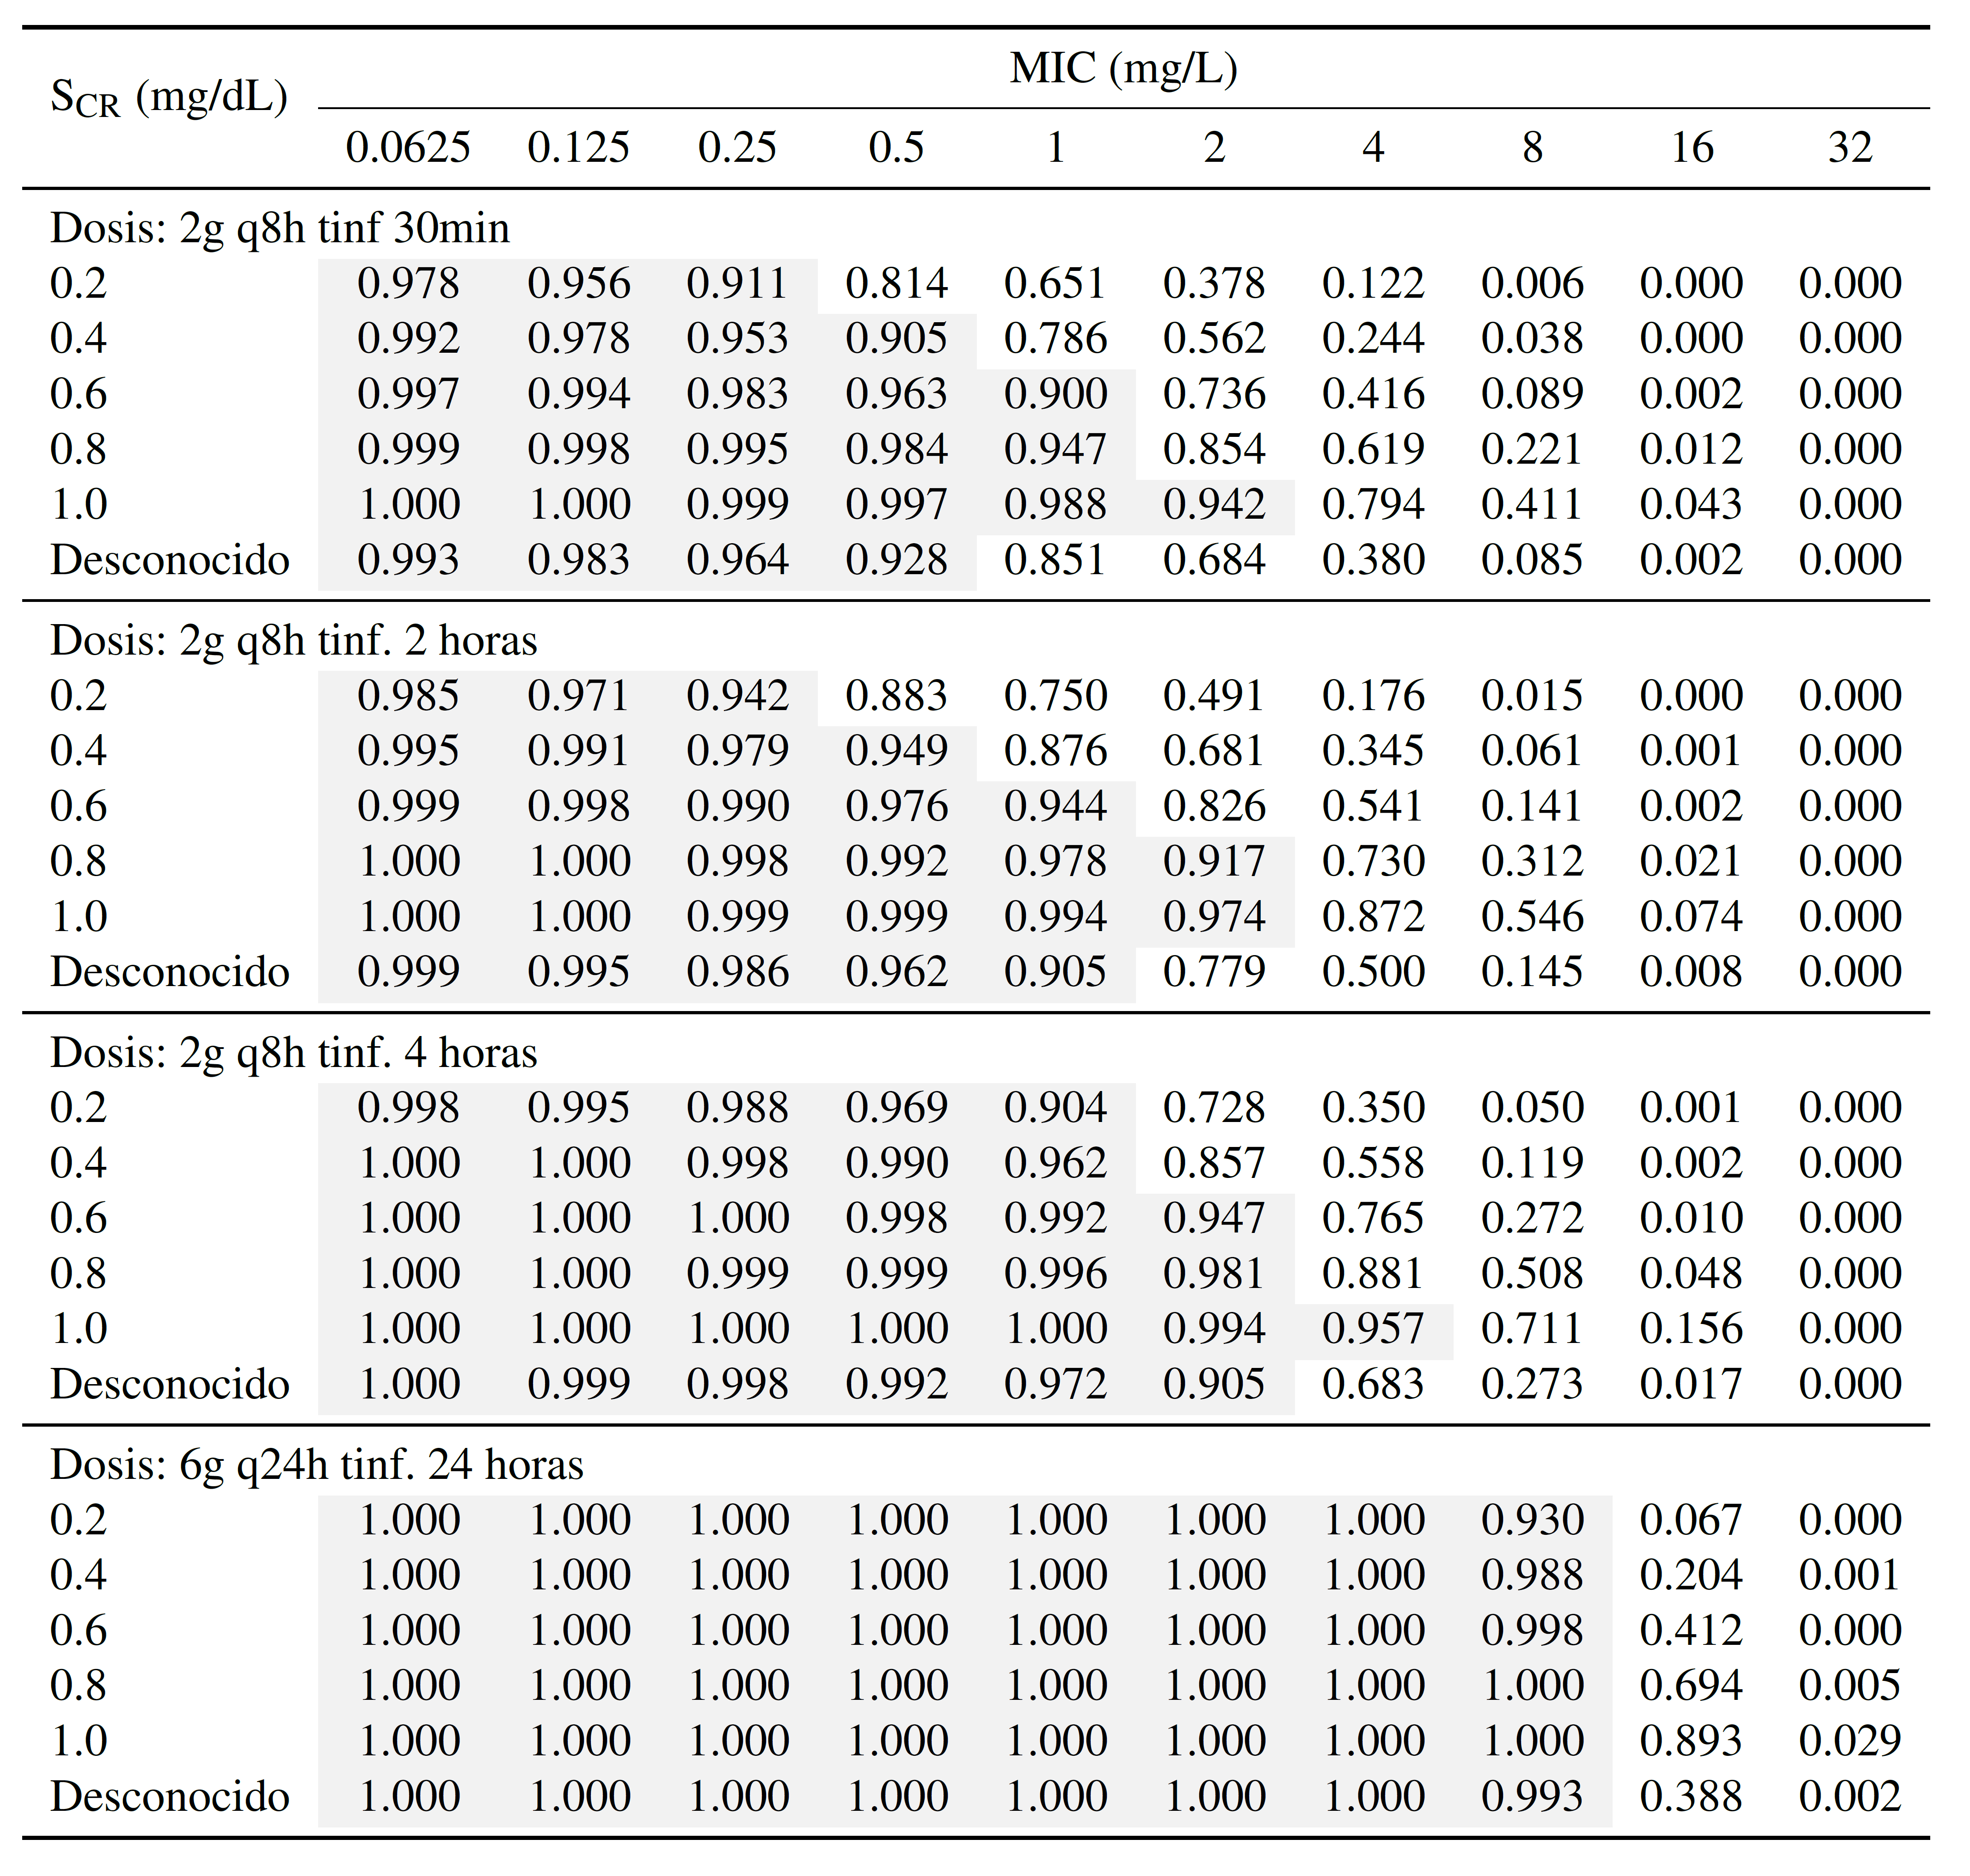 MIC (mg/L)
S_CR (mg/dL)
0.0625 0.125 0.25 0.5 1 2 4 8 16 32
Dosis: 2g q8h tinf 30min
0.2 0.978 0.956 0.911 0.814 0.651 0.378 0.122 0.006 0.000 0.000
0.4 0.992 0.978 0.953 0.905 0.786 0.562 0.244 0.038 0.000 0.000
0.6 0.997 0.994 0.983 0.963 0.900 0.736 0.416 0.089 0.002 0.000
0.8 0.999 0.998 0.995 0.984 0.947 0.854 0.619 0.221 0.012 0.000
1.0 1.000 1.000 0.999 0.997 0.988 0.942 0.794 0.411 0.043 0.000
Desconocido 0.993 0.983 0.964 0.928 0.851 0.684 0.380 0.085 0.002 0.000
Dosis: 2g q8h tinf. 2 horas
0.2 0.985 0.971 0.942 0.883 0.750 0.491 0.176 0.015 0.000 0.000
0.4 0.995 0.991 0.979 0.949 0.876 0.681 0.345 0.061 0.001 0.000
0.6 0.999 0.998 0.990 0.976 0.944 0.826 0.541 0.141 0.002 0.000
0.8 1.000 1.000 0.998 0.992 0.978 0.917 0.730 0.312 0.021 0.000
1.0 1.000 1.000 0.999 0.999 0.994 0.974 0.872 0.546 0.074 0.000
Desconocido 0.999 0.995 0.986 0.962 0.905 0.779 0.500 0.145 0.008 0.000
Dosis: 2g q8h tinf. 4 horas
0.2 0.998 0.995 0.988 0.969 0.904 0.728 0.350 0.050 0.001 0.000
0.4 1.000 1.000 0.998 0.990 0.962 0.857 0.558 0.119 0.002 0.000
0.6 1.000 1.000 1.000 0.998 0.992 0.947 0.765 0.272 0.010 0.000
0.8 1.000 1.000 0.999 0.999 0.996 0.981 0.881 0.508 0.048 0.000
1.0 1.000 1.000 1.000 1.000 1.000 0.994 0.957 0.711 0.156 0.000
Desconocido 1.000 0.999 0.998 0.992 0.972 0.905 0.683 0.273 0.017 0.000
Dosis: 6g q24h tinf. 24 horas
0.2 1.000 1.000 1.000 1.000 1.000 1.000 1.000 0.930 0.067 0.000
0.4 1.000 1.000 1.000 1.000 1.000 1.000 1.000 0.988 0.204 0.001
0.6 1.000 1.000 1.000 1.000 1.000 1.000 1.000 0.998 0.412 0.000
0.8 1.000 1.000 1.000 1.000 1.000 1.000 1.000 1.000 0.694 0.005
1.0 1.000 1.000 1.000 1.000 1.000 1.000 1.000 1.000 0.893 0.029
Desconocido 1.000 1.000 1.000 1.000 1.000 1.000 1.000 0.993 0.388 0.002